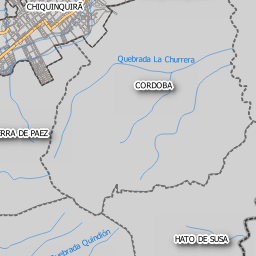 CHIQUINQUIRÁ
Quebrada La Churrera
CORDOBA
RRA DE PAEZ
Quebrada Quindión
HATO DE SUSA